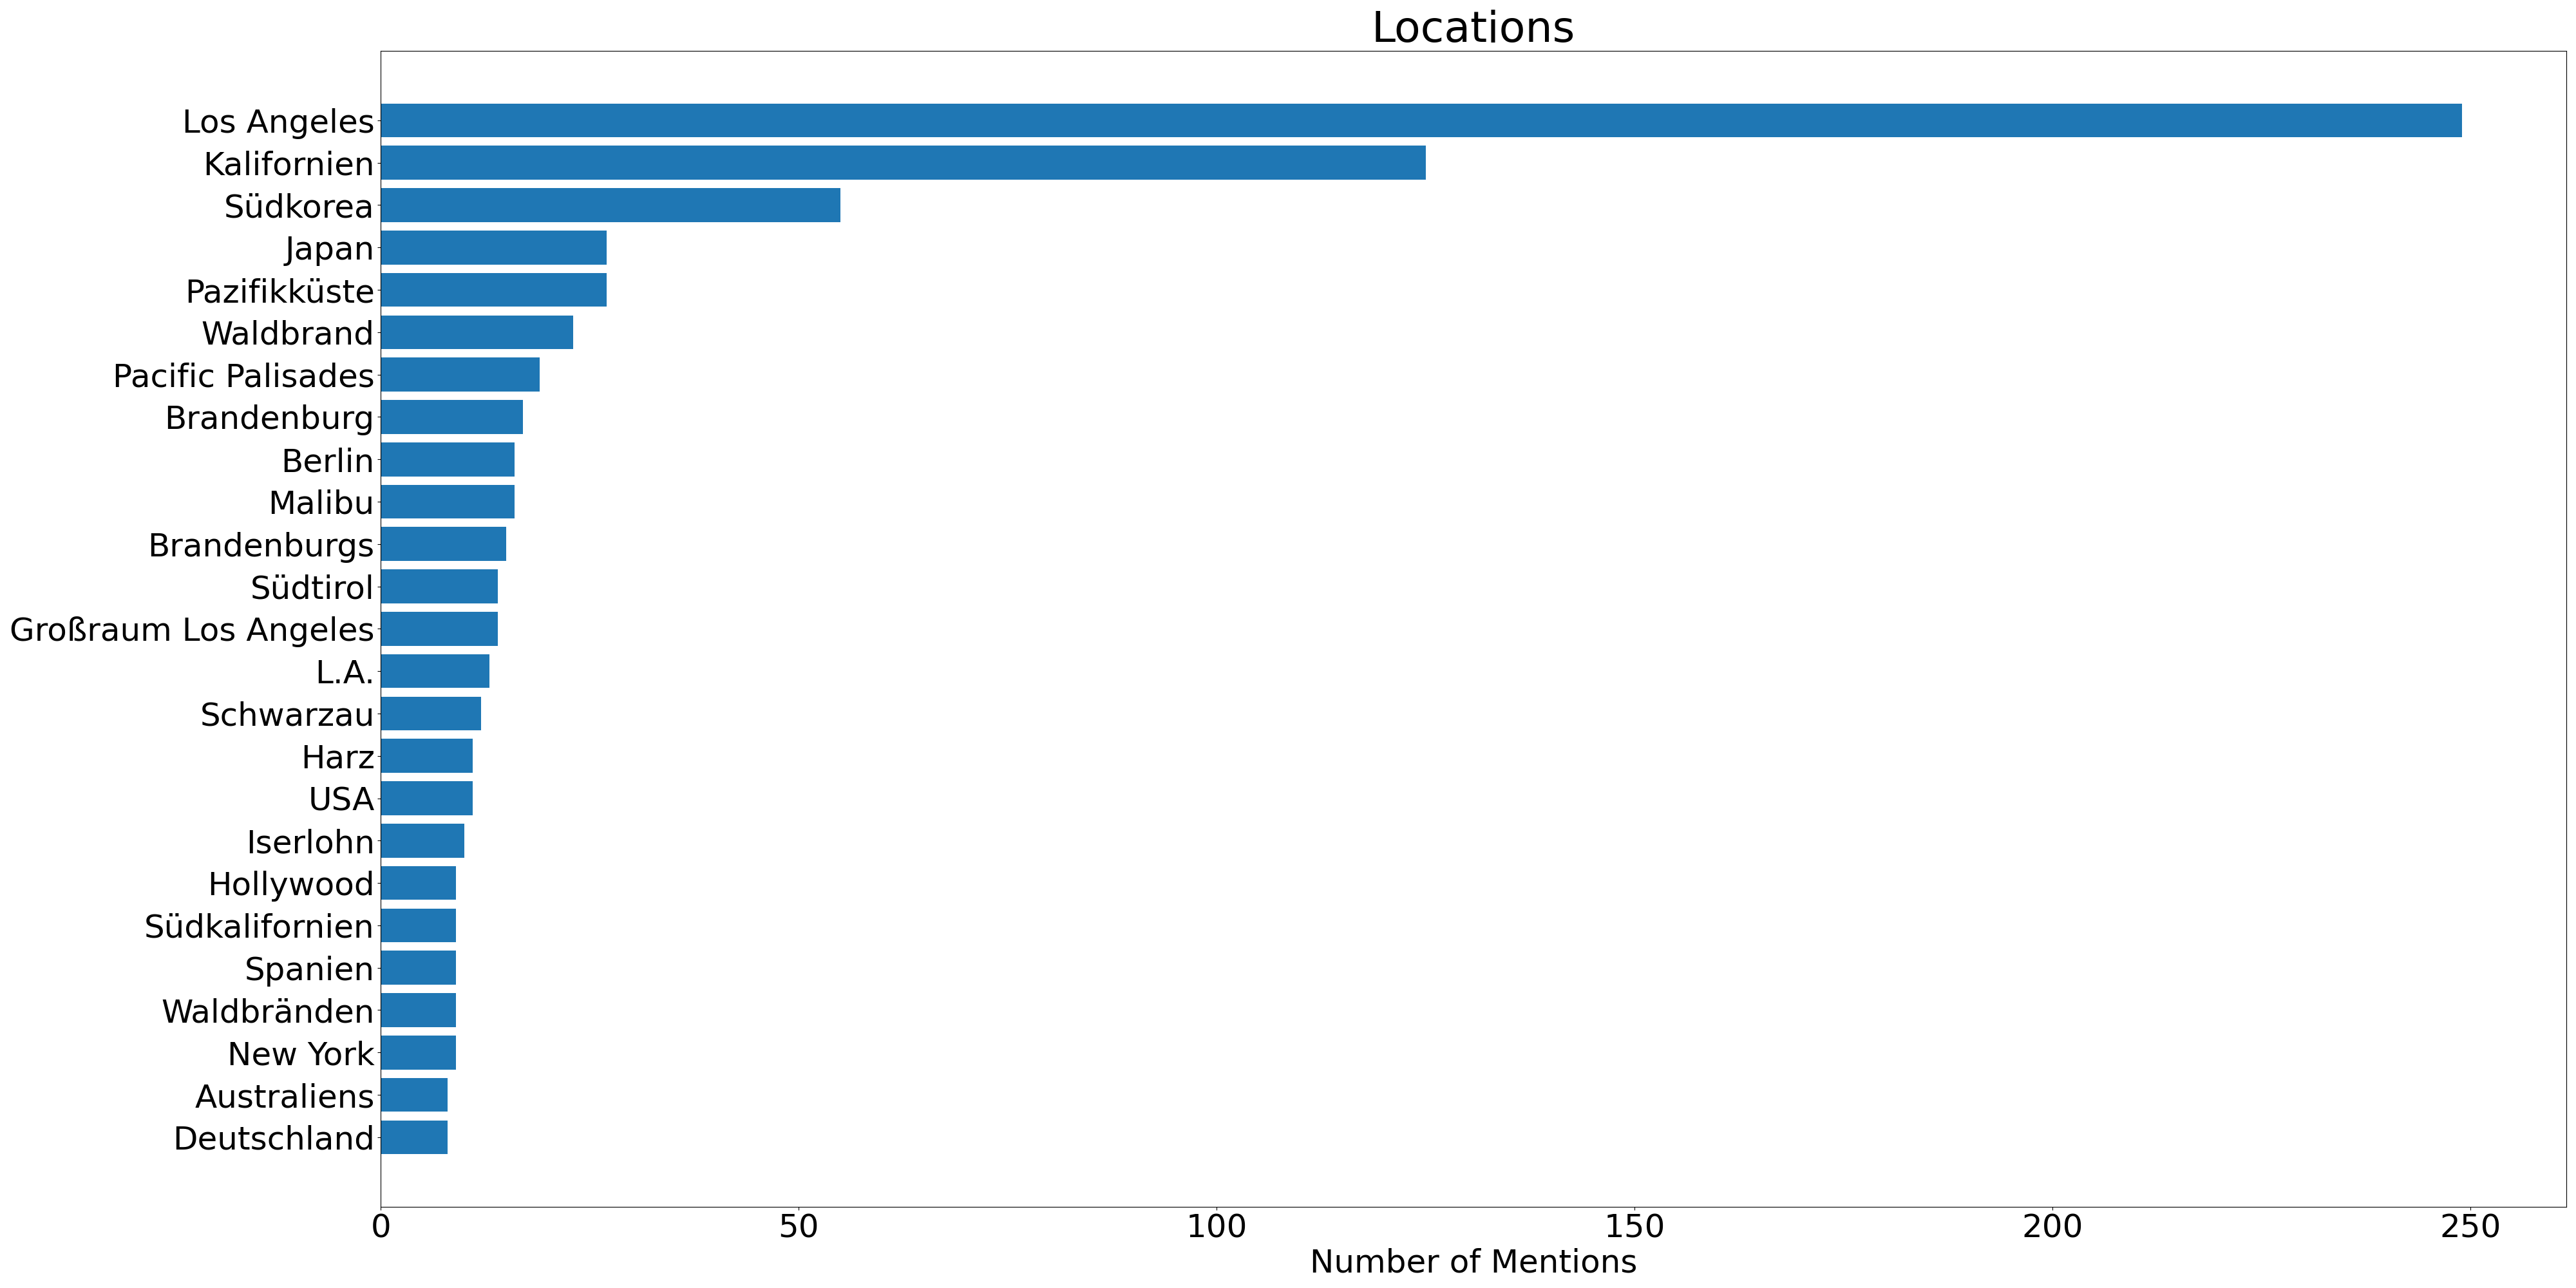 Locations
Los Angeles
Kalifornien
Südkorea
Japan
Pazifikküste
Waldbrand
Pacific Palisades
Brandenburg
Berlin
Malibu
Brandenburgs
Südtirol
Großraum Los Angeles
L.A.
Schwarzau
Harz
USA
Iserlohn
Hollywood
Südkalifornien
Spanien
Waldbränden
New York
Australiens
Deutschland
0 50 100 150 200 250
Number of Mentions